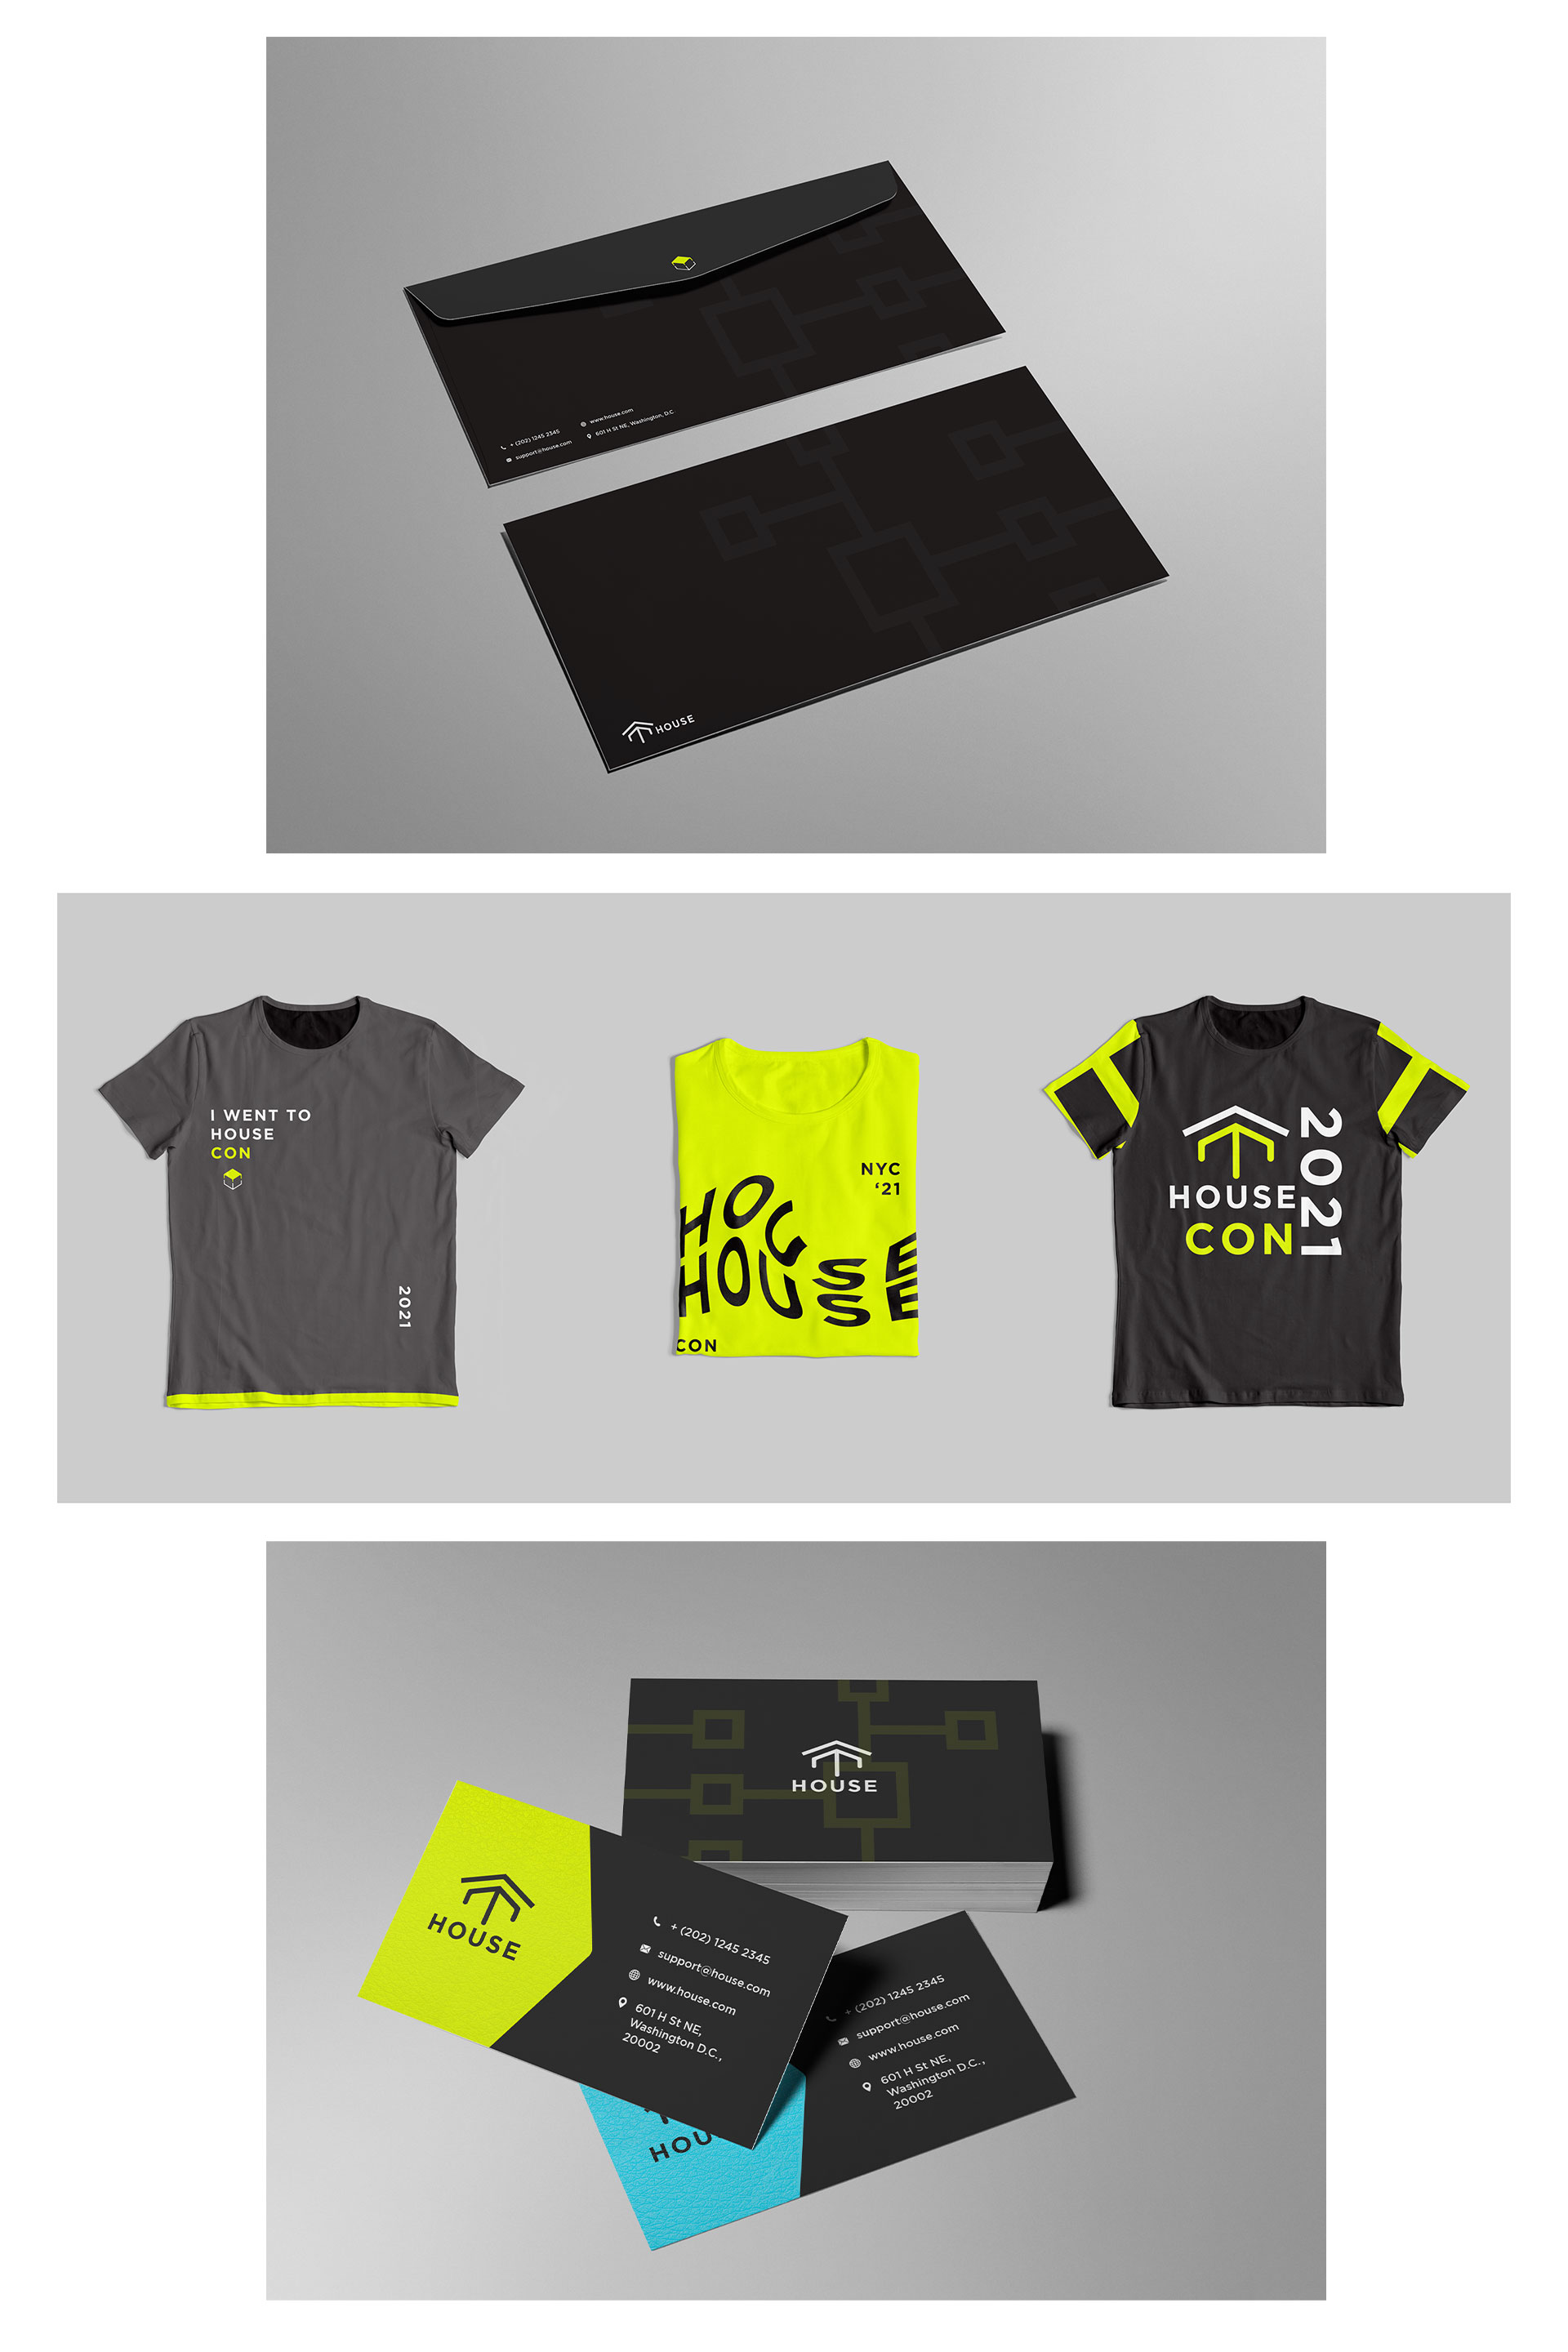 + (202) 1245 2345
www.house.com
support@house.com
601 H St NE, Washington, D.C.
HOUSE
I WENT TO
HOUSE
CON
2021
NYC
‘21
HOU
HOUSE
SE
CON
HOUSE
CON
2021
HOUSE
HOUSE
+ (202) 1245 2345
support@house.com
www.house.com
601 H St NE,
Washington D.C.,
20002
HOU
+ (202) 1245 2345
support@house.com
www.house.com
601 H St NE,
Washington D.C.,
20002